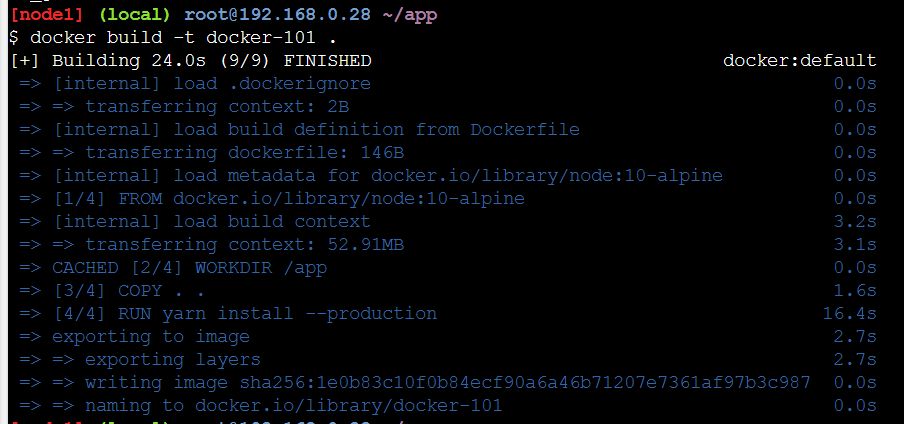 [node1] (local) root@192.168.0.28 ~/app
$ docker build -t docker-101 .
[+] Building 24.0s (9/9) FINISHED docker:default
=> [internal] load .dockerignore 0.0s
=> => transferring context: 2B 0.0s
=> [internal] load build definition from Dockerfile 0.0s
=> => transferring dockerfile: 146B 0.0s
=> [internal] load metadata for docker.io/library/node:10-alpine 0.0s
=> [1/4] FROM docker.io/library/node:10-alpine 0.0s
=> [internal] load build context 3.2s
=> => transferring context: 52.91MB 3.1s
=> CACHED [2/4] WORKDIR /app 0.0s
=> [3/4] COPY . . 1.6s
=> [4/4] RUN yarn install --production 16.4s
=> exporting to image 2.7s
=> => exporting layers 2.7s
=> => writing image sha256:1e0b83c10f0b84ecf90a6a46b71207e7361af97b3c987 0.0s
=> => naming to docker.io/library/docker-101 0.0s